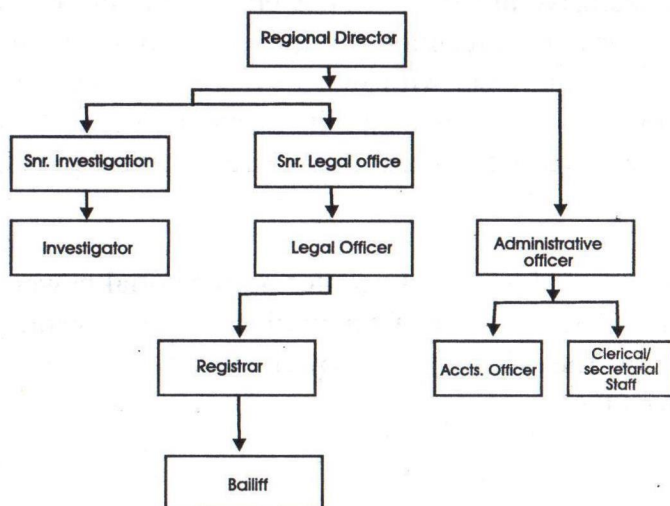 Regional Director
Snr. Investigation
Snr. Legal office
Investigator
Legal Officer
Administrative
officer
Registrar
Accts. Officer
Clerical/
secretarial
Staff
Bailiff